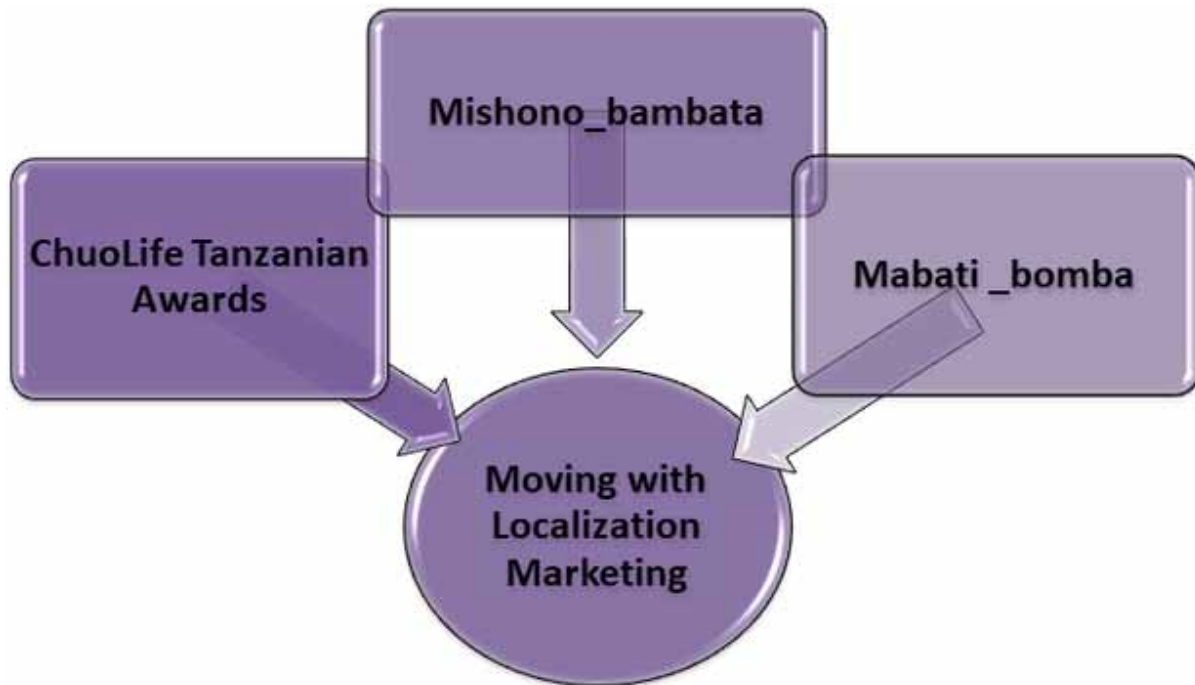 Mishono_bambata
ChuoLife Tanzanian
Awards
Mabati _bomba
Moving with
Localization
Marketing